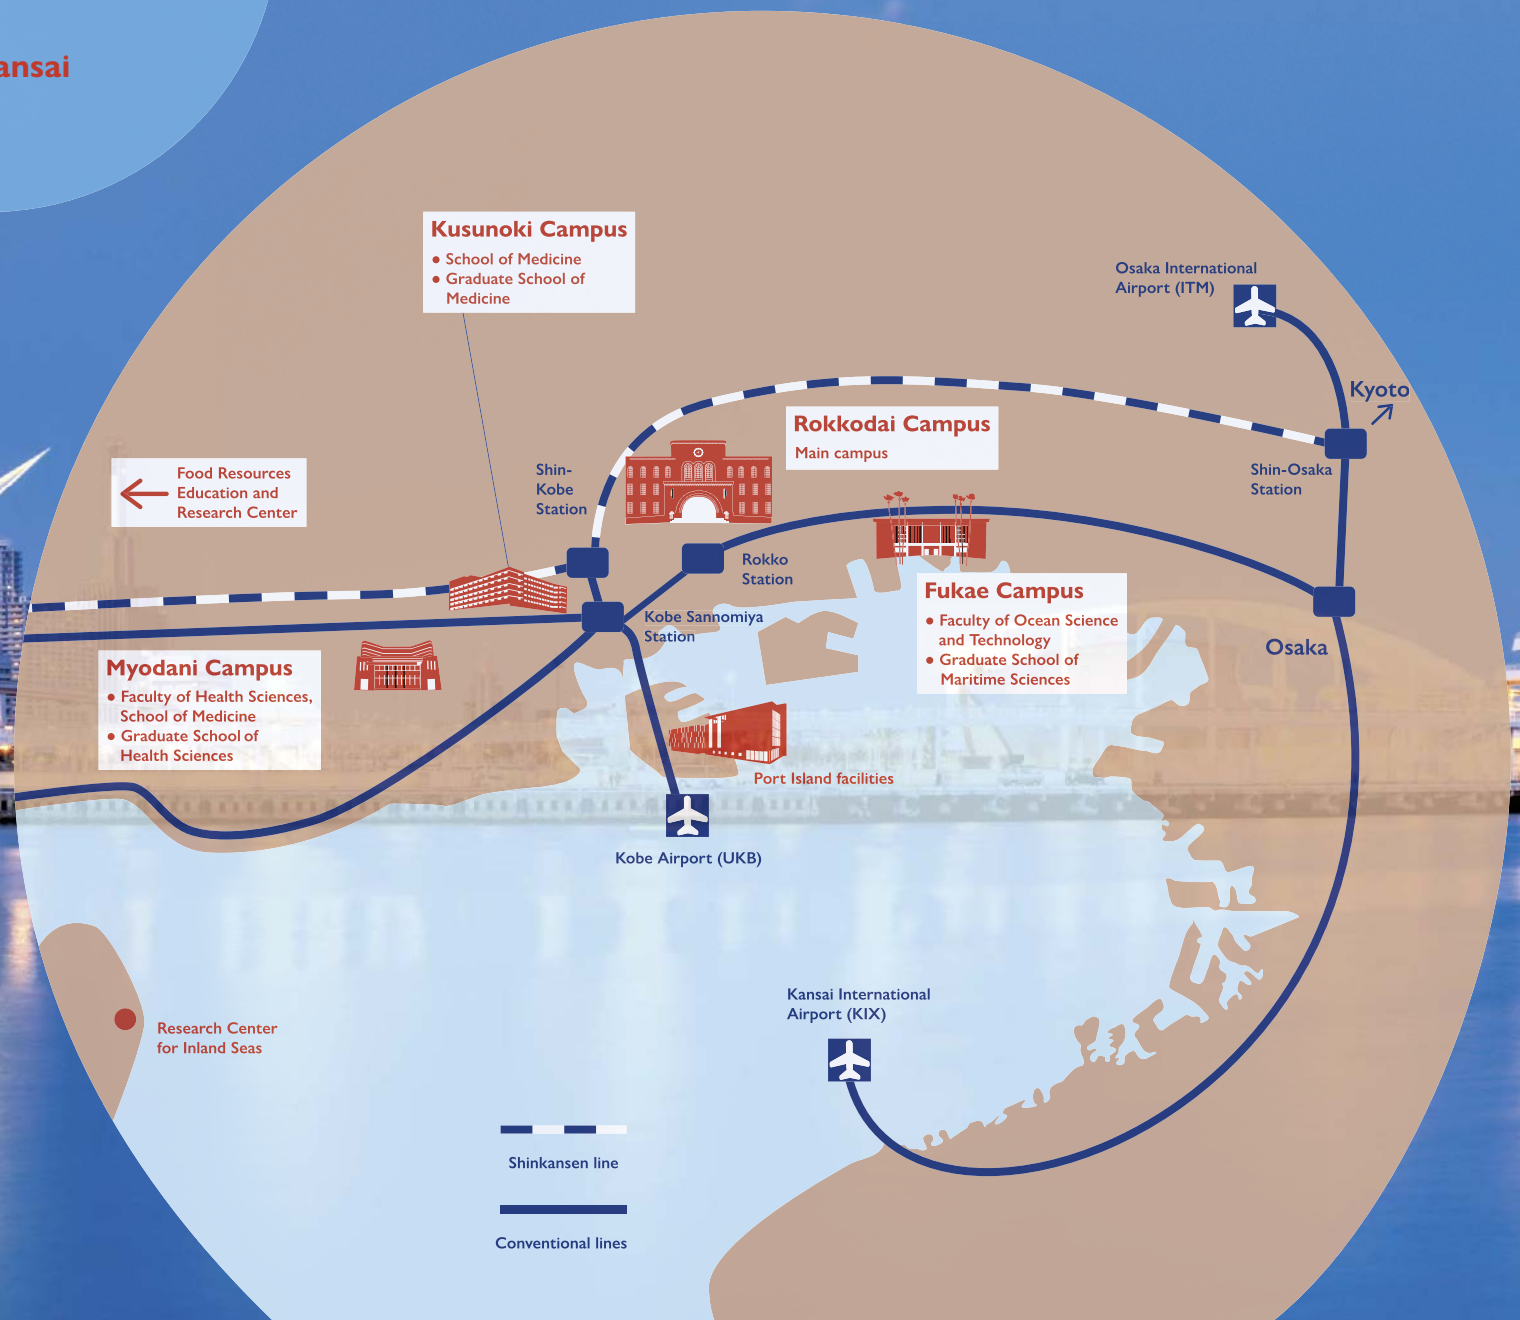 ansai
Kusunoki Campus
● School of Medicine
● Graduate School of
Medicine
Osaka International
Airport (ITM)
Kyoto
Rokkodai Campus
Main campus
Shin-
Kobe
Station
Shin-Osaka
Station
Food Resources
Education and
Research Center
Rokko
Station
Fukae Campus
● Faculty of Ocean Science
and Technology
● Graduate School of
Maritime Sciences
Kobe Sannomiya
Station
Osaka
Myodani Campus
● Faculty of Health Sciences,
School of Medicine
● Graduate School of
Health Sciences
Port Island facilities
Kobe Airport (UKB)
Kansai International
Airport (KIX)
Research Center
for Inland Seas
Shinkansen line
Conventional lines